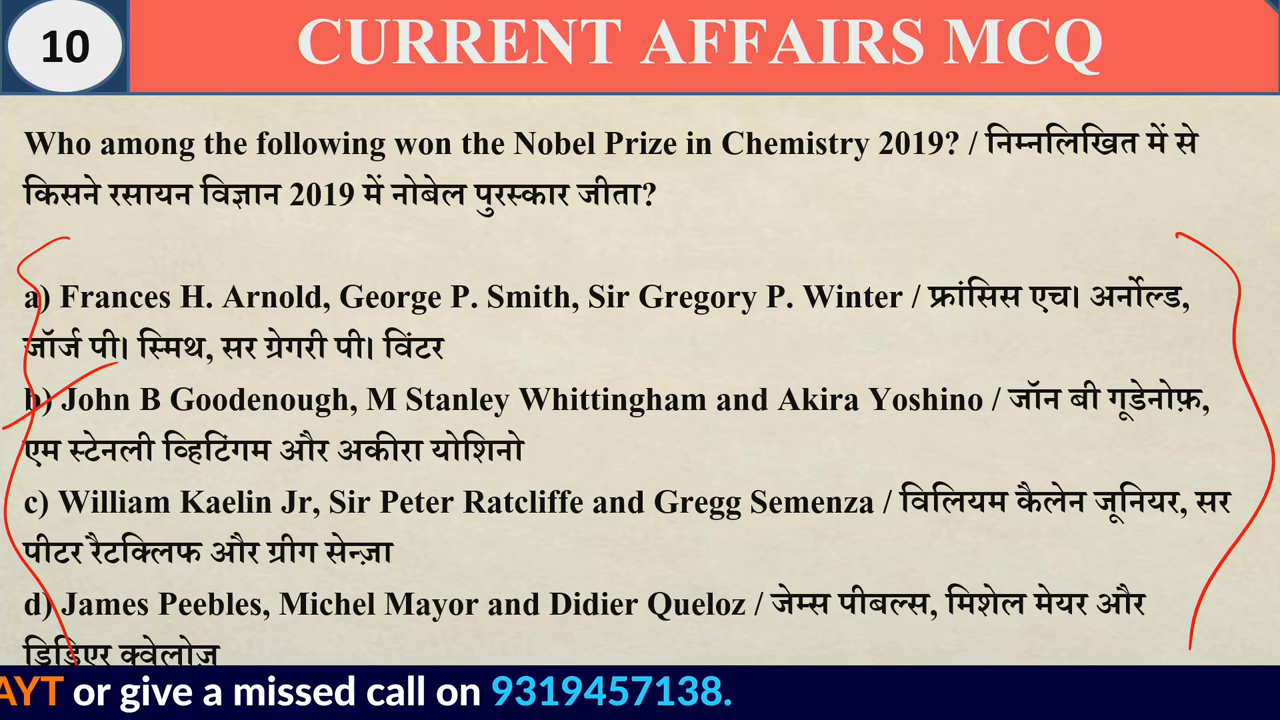 10
CURRENT AFFAIRS MCQ
Who among the following won the Nobel Prize in Chemistry 2019? / निम्नलिखित में से
किसने रसायन विज्ञान 2019 में नोबेल पुरस्कार जीता?
a) Frances H. Arnold, George P. Smith, Sir Gregory P. Winter / फ्रांसिस एच। अर्नोल्ड,
जॉर्ज पी। स्मिथ, सर ग्रेगरी पी। विंटर
b) John B Goodenough, M Stanley Whittingham and Akira Yoshino / जॉन बी गूडेनोफ़,
एम स्टेनली व्हिटिंगम और अकीरा योशिनो
c) William Kaelin Jr, Sir Peter Ratcliffe and Gregg Semenza / विलियम कैलेन जूनियर, सर
पीटर रैटक्लिफ और ग्रीग सेन्ज़ा
d) James Peebles, Michel Mayor and Didier Queloz / जेम्स पीबल्स, मिशेल मेयर और
डिडिएर क्वेलोज़
AYT or give a missed call on 9319457138.